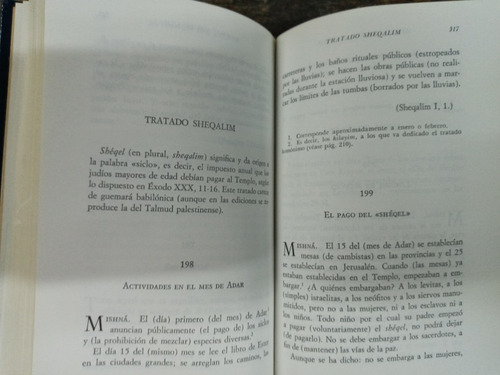 TRATADO SHEQALIM
Shéqel (en plural, sheqalim) significa y da origen a
la palabra «siclo», es decir, el impuesto anual que los
judíos mayores de edad debían pagar al Templo, según
lo dispuesto en Éxodo XXX, 11-16. Este tratado carece
de guemará babilónica (aunque en las ediciones se re-
produce la del Talmud palestinense).
198
ACTIVIDADES EN EL MES DE ADAR
MISHNÁ. El (día) primero (del mes de) Adar
anuncian públicamente (el pago de) los siclos
y (la prohibición de mezclar) especies diversas.²
El día 15 del (mismo) mes se lee el libro de Ester
en las ciudades grandes; se arreglan los caminos, las
TRATADO SHEQALIM 312
carreteras y los baños rituales públicos (estropeados
por las lluvias); se hacen las obras públicas (no reali-
zadas durante la estación lluviosa) y se vuelven a mar-
car los límites de las tumbas (borrados por las lluvias).
(Sheqalim I, 1.)
1. Corresponde aproximadamente a enero o febrero.
2. Es decir, los kilayim, a los que va dedicado el tratado
homónimo (véase pág. 210).
199
EL PAGO DEL «SHÉQEL»
MISHNÁ. El 15 del (mes de Adar) se establecían
mesas (de cambistas) en las provincias y el 25
se establecían en Jerusalén. Cuando (las mesas) ya
estaban establecidas en el Templo, empezaban a em-
bargar.¹ ¿A quiénes embargaban? A los levitas, a los
(simples) israelitas, a los neófitos y a los siervos manu-
mitidos, pero no a las mujeres, ni a los esclavos ni a
los niños. Todo niño por el cual su padre empezó
a pagar (voluntariamente) el shéqel, no podrá dejar
(de pagarlo). No se debe embargar a los sacerdotes, a
fin de (mantener) las vías de la paz.
Aunque se ha dicho: no se embarga a las mujeres,